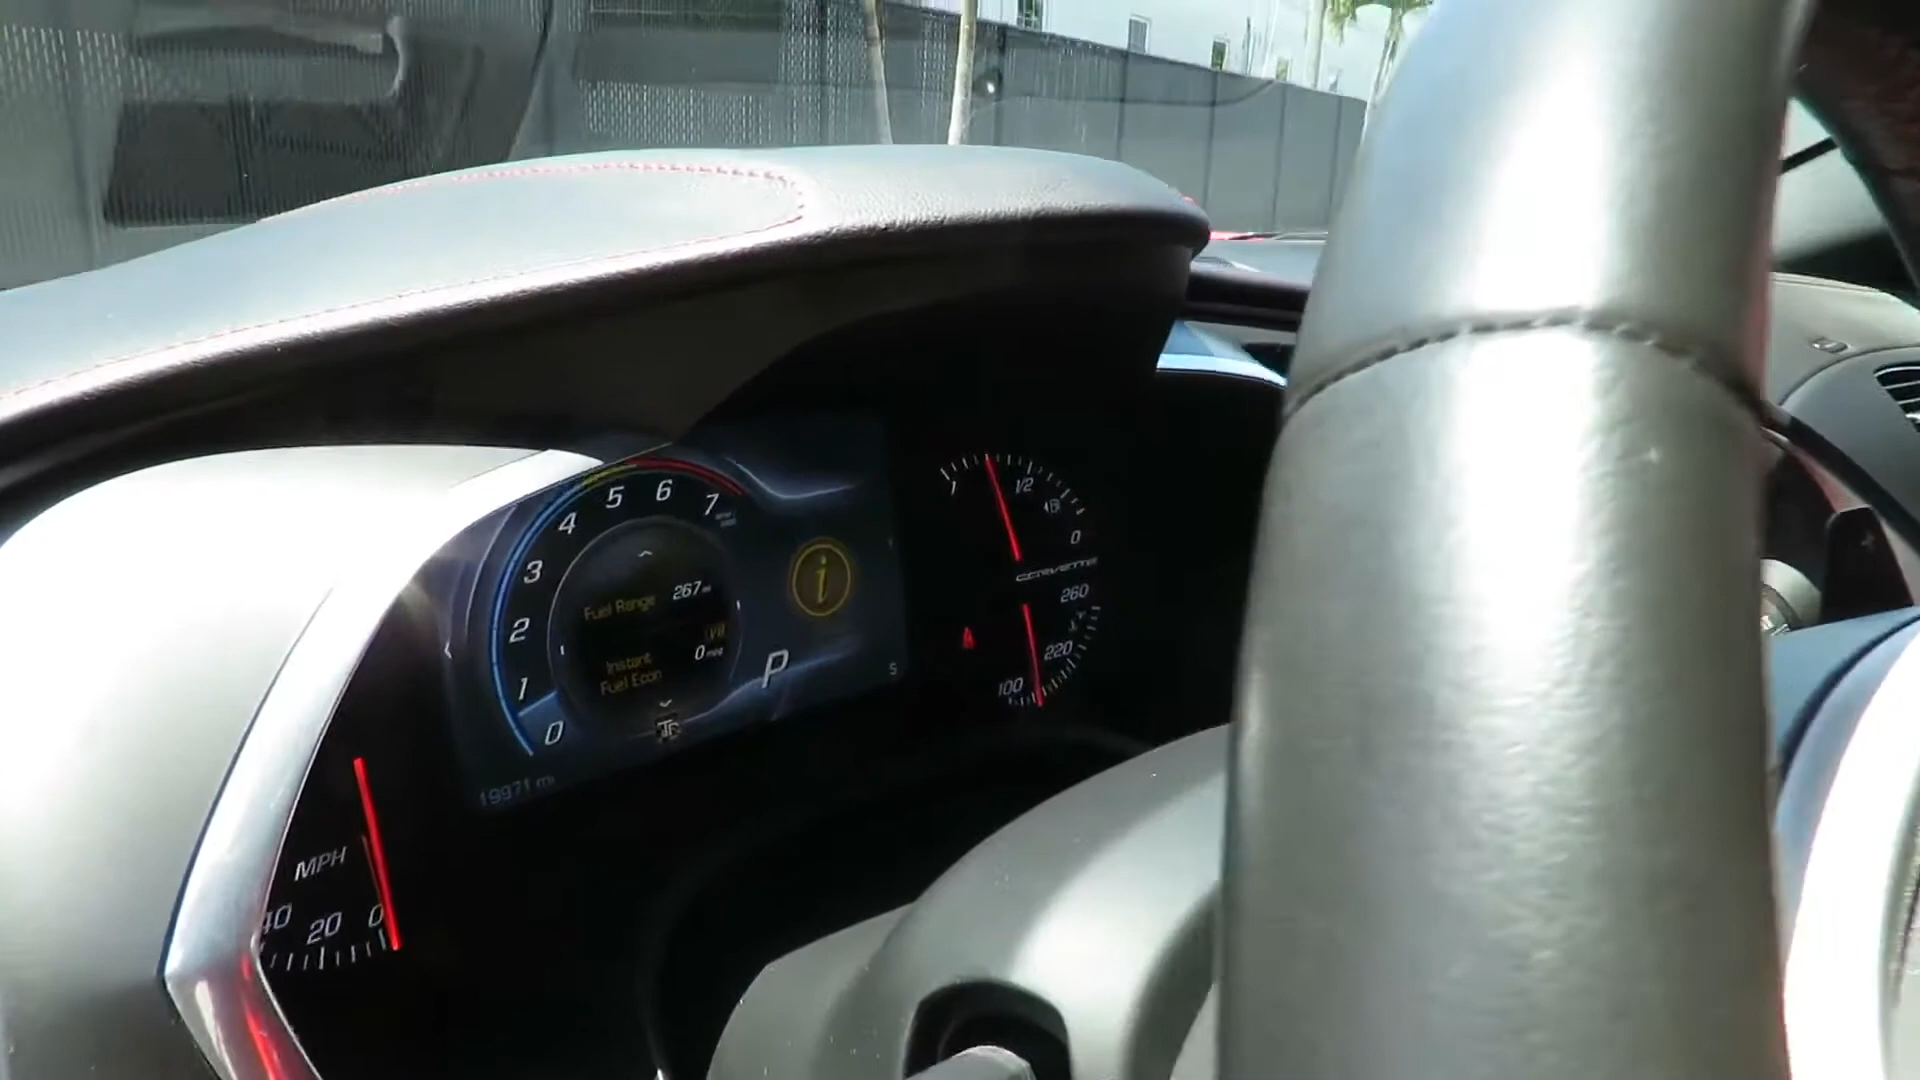 5 6 7
4
3
2
1
0
Fuel Range 267 mi
V8
Instant 0 mpg
Fuel Econ
P
i
S
19971 mi
MPH
40 20 0
1/2
0
CORVETTE
260
220
100